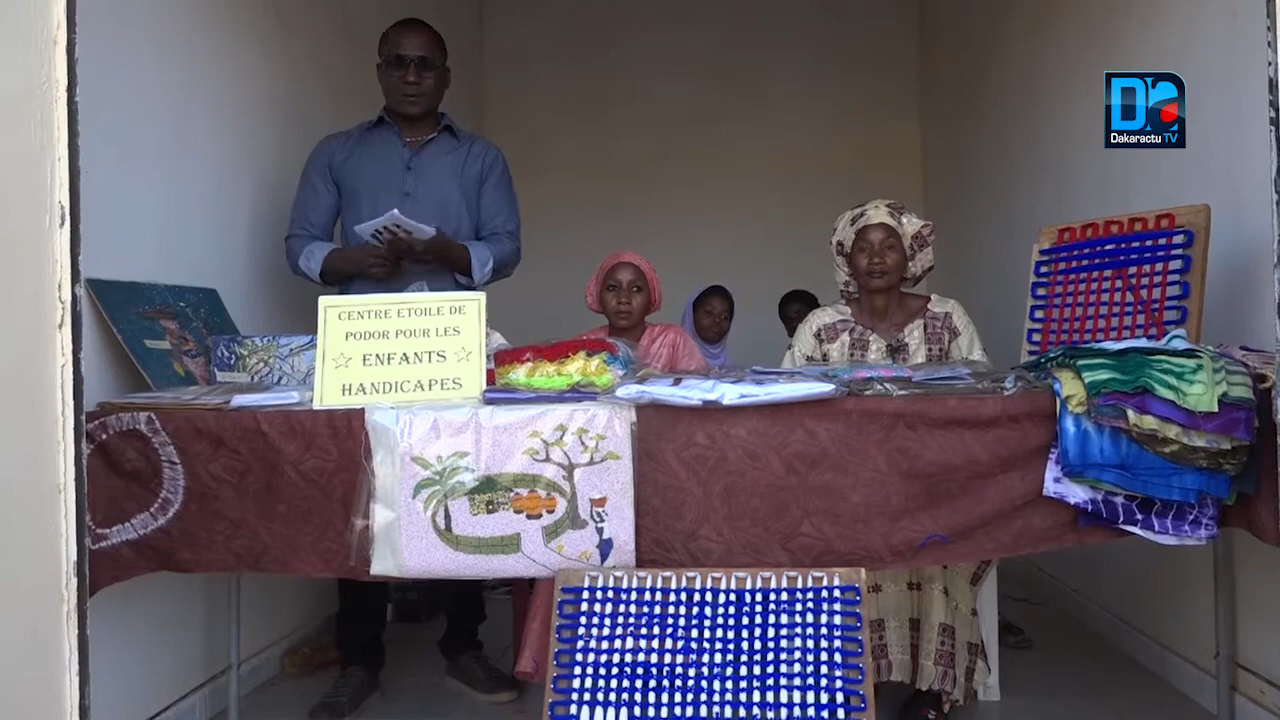 Dakaractu TV
CENTRE ETOILE DE
PODOR POUR LES
ENFANTS
HANDICAPES